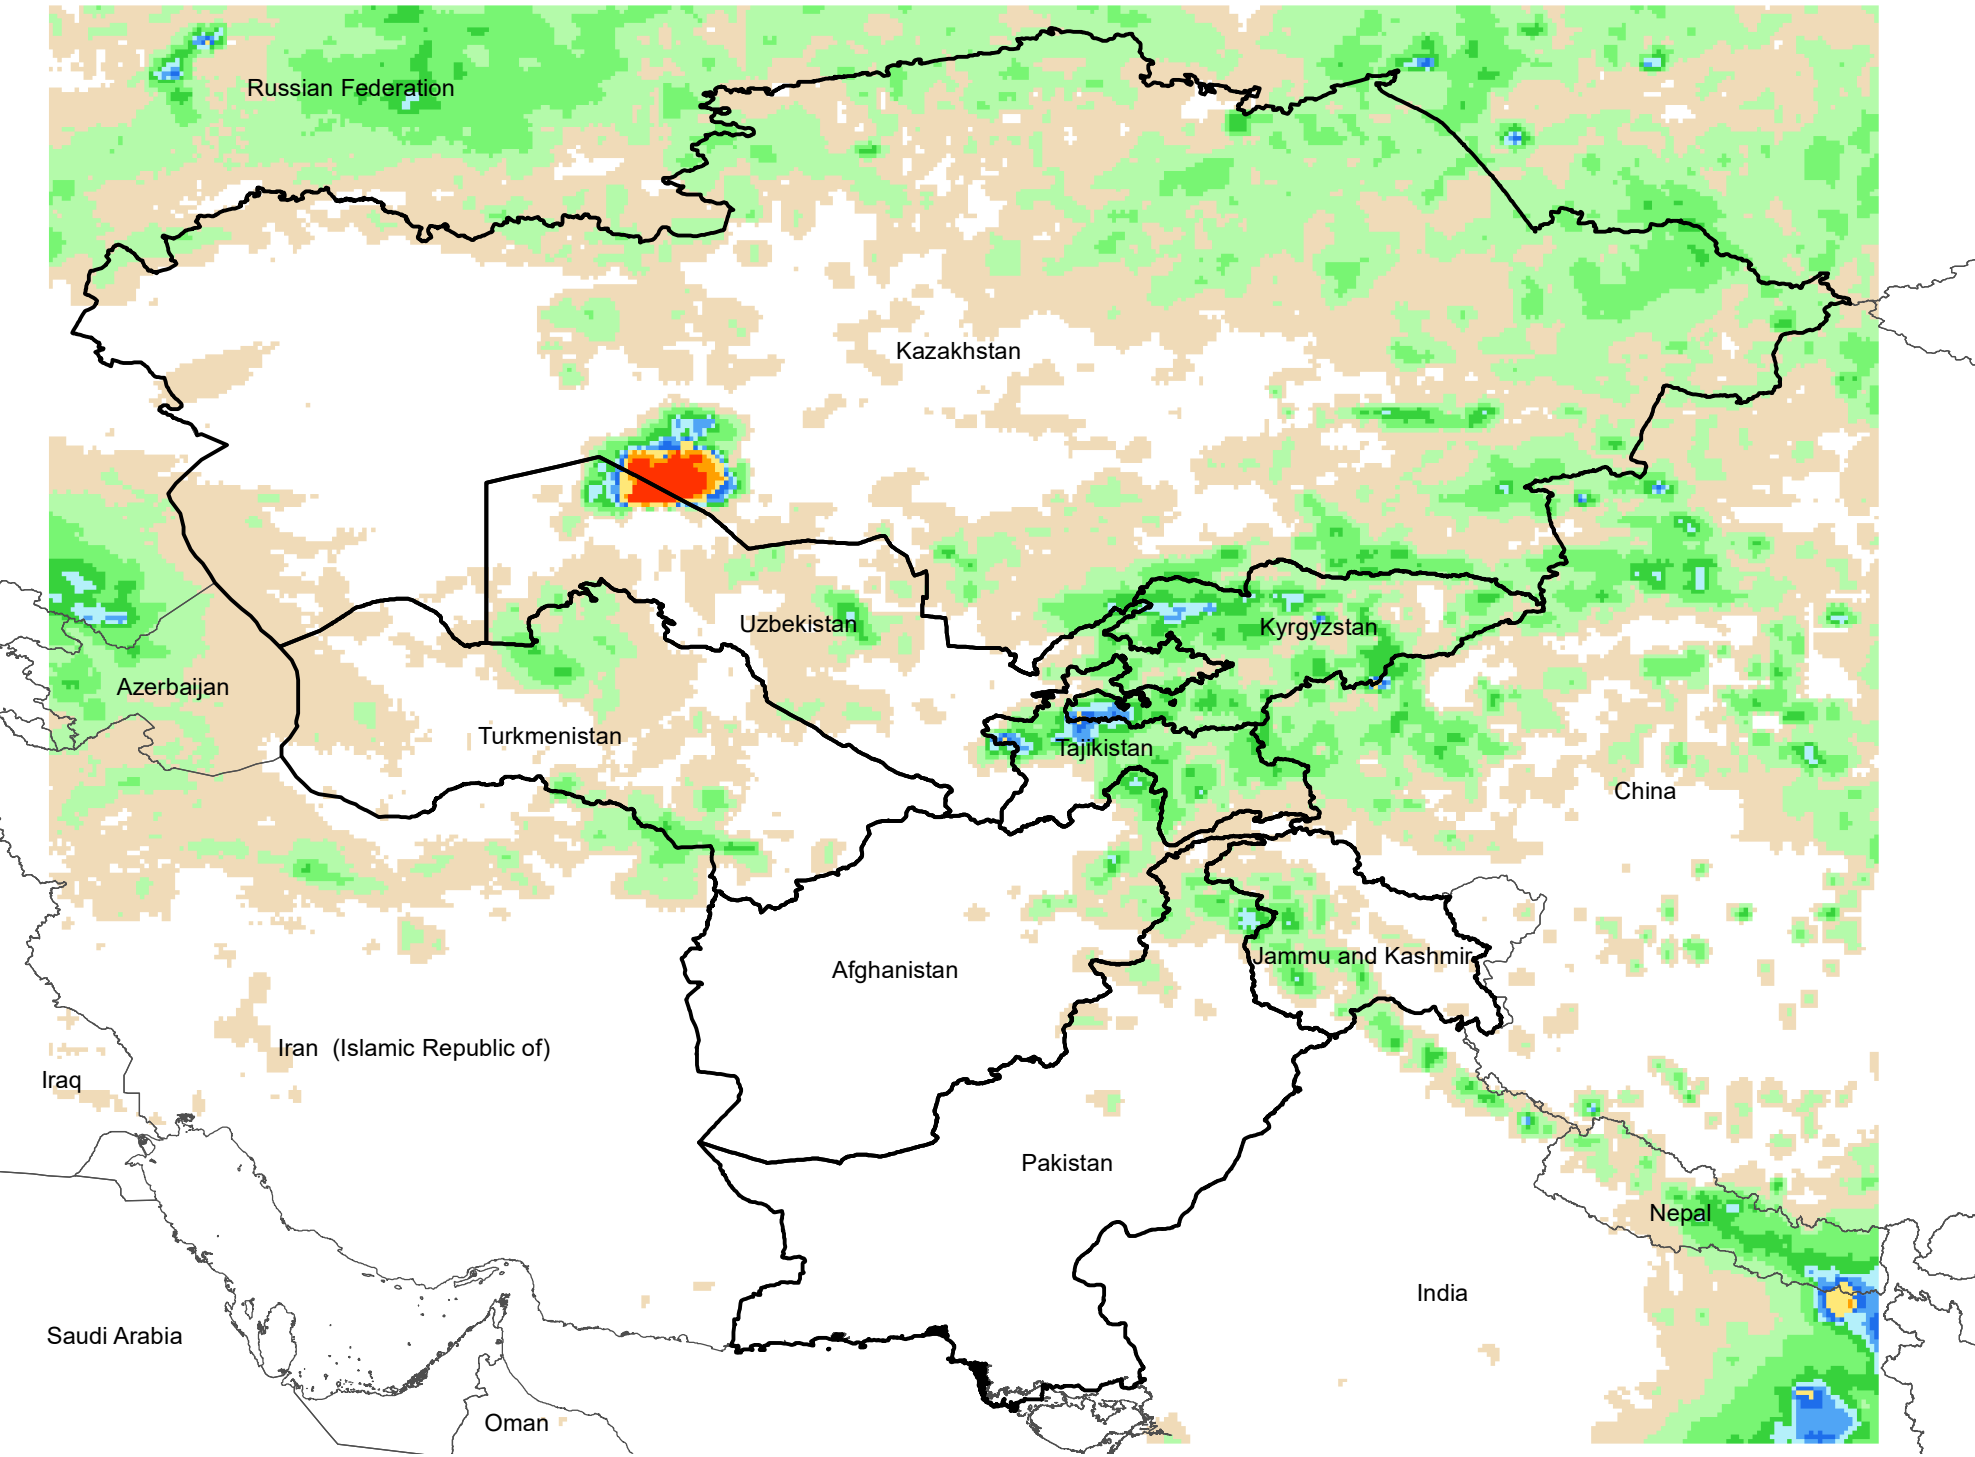 Russian Federation
Kazakhstan
Uzbekistan
Kyrgyzstan
Azerbaijan
Turkmenistan
Tajikistan
China
Jammu and Kashmir
Afghanistan
Iran  (Islamic Republic of)
Iraq
Pakistan
Nepal
India
Saudi Arabia
Oman